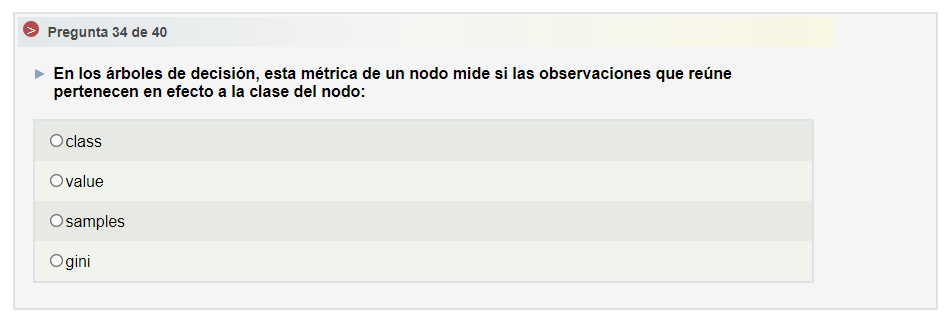 Pregunta 34 de 40
En los árboles de decisión, esta métrica de un nodo mide si las observaciones que reúne
pertenecen en efecto a la clase del nodo:
class
value
samples
gini